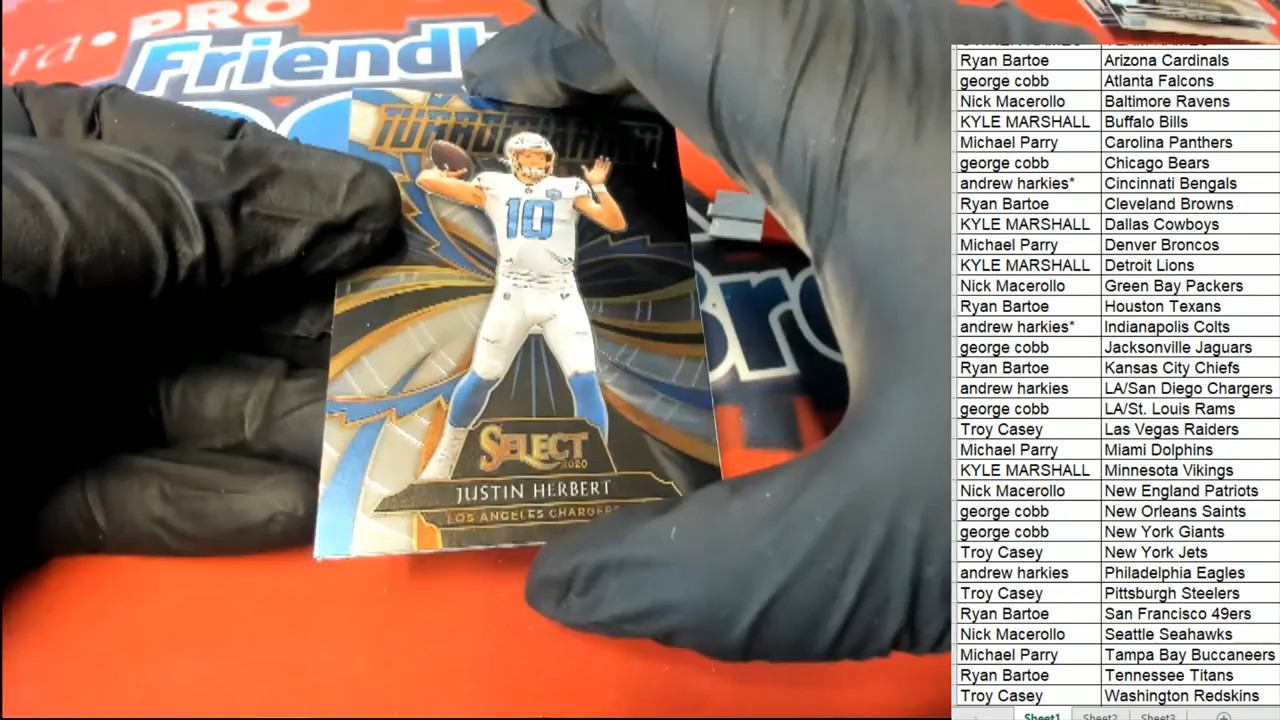 PRO
Friendl
TURBOCHARGED
10
SELECT
2020
JUSTIN HERBERT
LOS ANGELES CHARGERS
Bro
Ryan Bartoe Arizona Cardinals
george cobb Atlanta Falcons
Nick Macerollo Baltimore Ravens
KYLE MARSHALL Buffalo Bills
Michael Parry Carolina Panthers
george cobb Chicago Bears
andrew harkies* Cincinnati Bengals
Ryan Bartoe Cleveland Browns
KYLE MARSHALL Dallas Cowboys
Michael Parry Denver Broncos
KYLE MARSHALL Detroit Lions
Nick Macerollo Green Bay Packers
Ryan Bartoe Houston Texans
andrew harkies* Indianapolis Colts
george cobb Jacksonville Jaguars
Ryan Bartoe Kansas City Chiefs
andrew harkies LA/San Diego Chargers
george cobb LA/St. Louis Rams
Troy Casey Las Vegas Raiders
Michael Parry Miami Dolphins
KYLE MARSHALL Minnesota Vikings
Nick Macerollo New England Patriots
george cobb New Orleans Saints
george cobb New York Giants
Troy Casey New York Jets
andrew harkies Philadelphia Eagles
Troy Casey Pittsburgh Steelers
Ryan Bartoe San Francisco 49ers
Nick Macerollo Seattle Seahawks
Michael Parry Tampa Bay Buccaneers
Ryan Bartoe Tennessee Titans
Troy Casey Washington Redskins
Sheet1 Sheet2 Sheet3